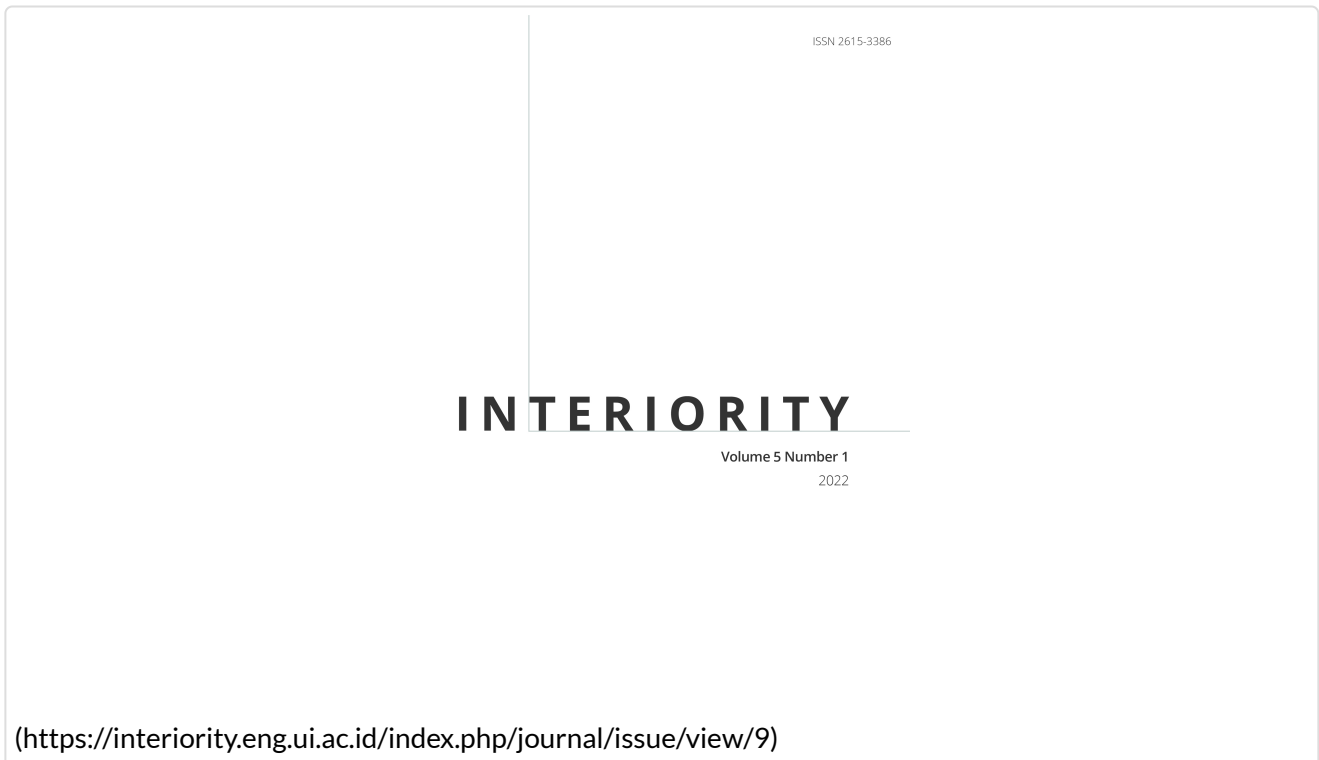 ISSN 2615-3386
INTERIORITY
Volume 5 Number 1
2022
(https://interiority.eng.ui.ac.id/index.php/journal/issue/view/9)